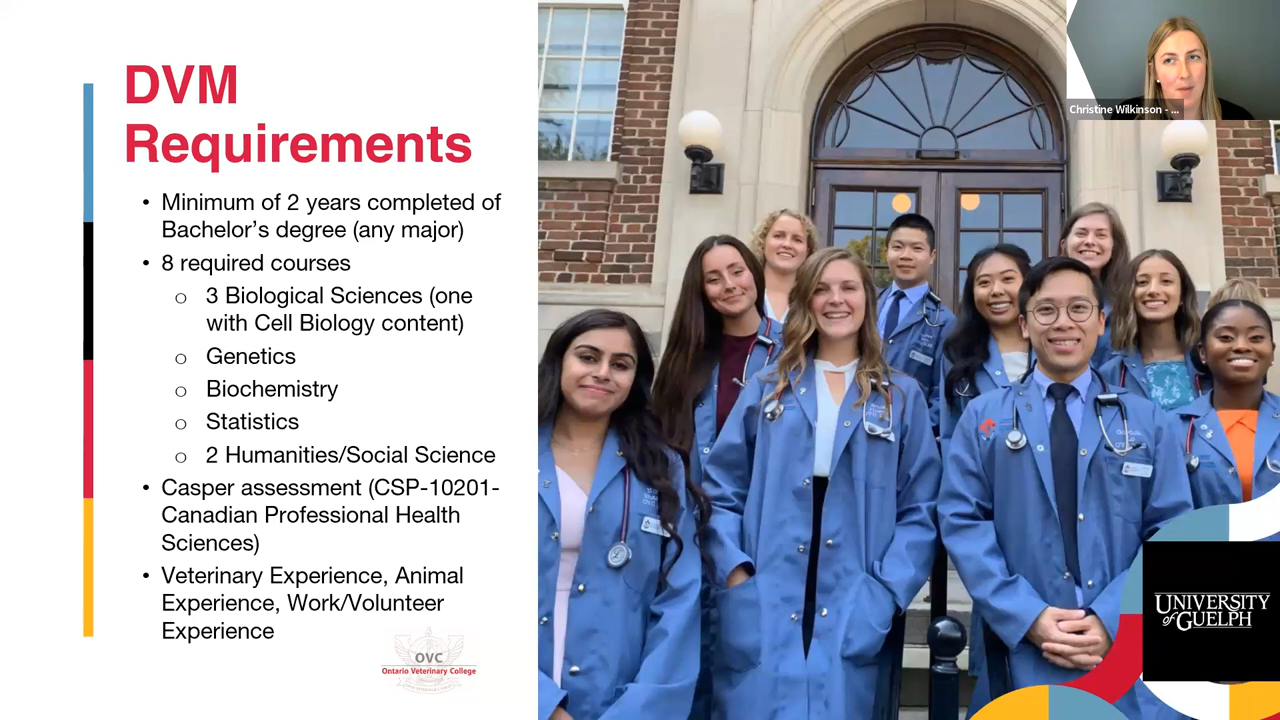 DVM
Requirements
• Minimum of 2 years completed of
Bachelor's degree (any major)
• 8 required courses
o 3 Biological Sciences (one
with Cell Biology content)
o Genetics
o Biochemistry
o Statistics
o 2 Humanities/Social Science
• Casper assessment (CSP-10201-
Canadian Professional Health
Sciences)
• Veterinary Experience, Animal
Experience, Work/Volunteer
Experience
OVC
Ontario Veterinary College
Christine Wilkinson - ...
UNIVERSITY
of GUELPH